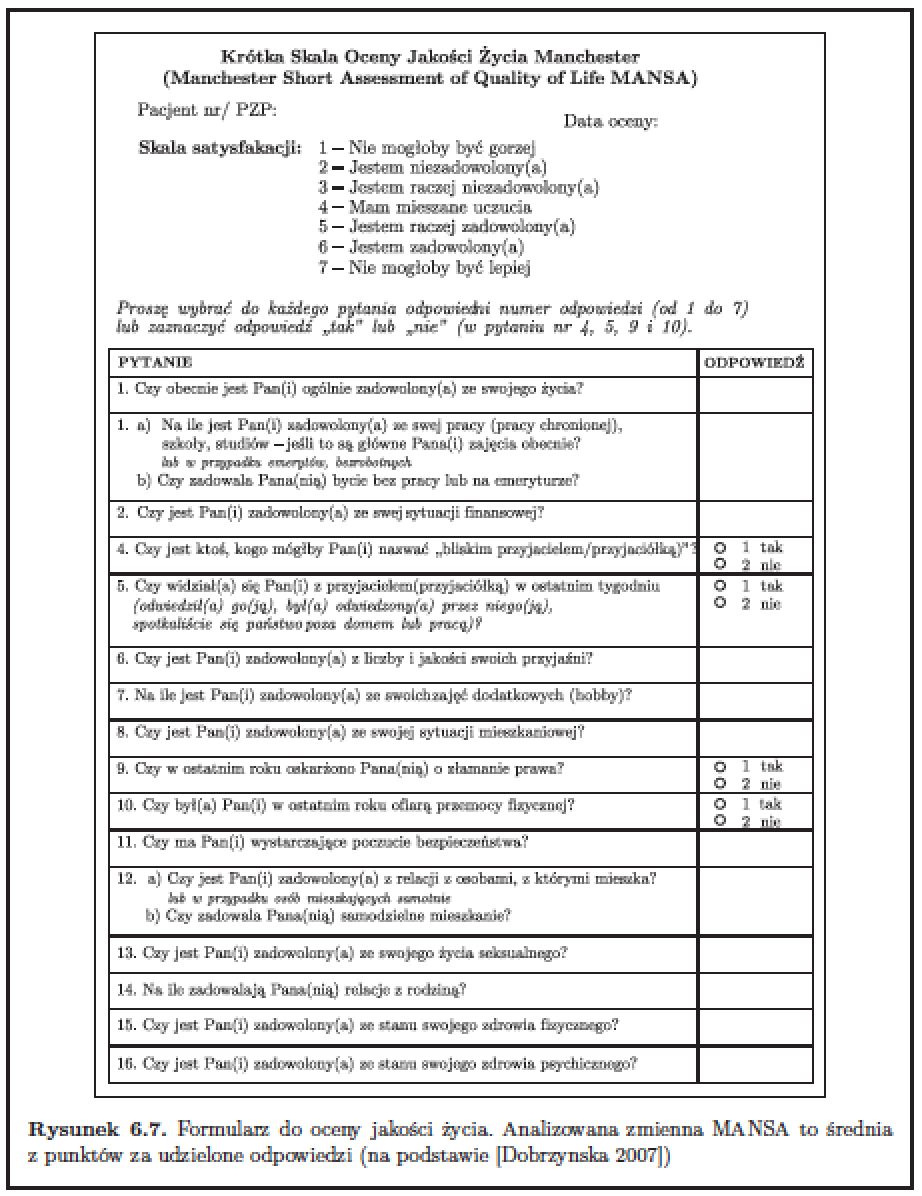 Krótka Skala Oceny Jakości Życia Manchester
(Manchester Short Assessment of Quality of Life MANSA)
Pacjent nr/ PZP:
Data oceny:
Skala satysfakacji: 1 – Nie mogłoby być gorzej
2 – Jestem niezadowolony(a)
3 – Jestem raczej niezadowolony(a)
4 – Mam mieszane uczucia
5 – Jestem raczej zadowolony(a)
6 – Jestem zadowolony(a)
7 – Nie mogłoby być lepiej
Proszę wybrać do każdego pytania odpowiedni numer odpowiedzi (od 1 do 7)
lub zaznaczyć odpowiedź „tak” lub „nie” (w pytaniu nr 4, 5, 9 i 10).
PYTANIE ODPOWIEDŹ
1. Czy obecnie jest Pan(i) ogólnie zadowolony(a) ze swojego życia?
1. a) Na ile jest Pan(i) zadowolony(a) ze swej pracy (pracy chronionej),
szkoły, studiów – jeśli to są główne Pana(i) zajęcia obecnie?
lub w przypadku emerytów, bezrobotnych
b) Czy zadowala Pana(nią) bycie bez pracy lub na emeryturze?
2. Czy jest Pan(i) zadowolony(a) ze swej sytuacji finansowej?
4. Czy jest ktoś, kogo mógłby Pan(i) nazwać „bliskim przyjacielem/przyjaciółką)”? 1 tak
2 nie
5. Czy widział(a) się Pan(i) z przyjacielem(przyjaciółką) w ostatnim tygodniu 1 tak
(odwiedził(a) go(ją), był(a) odwiedzony(a) przez niego(ją), 2 nie
spotkaliście się państwo poza domem lub pracą)?
6. Czy jest Pan(i) zadowolony(a) z liczby i jakości swoich przyjaźni?
7. Na ile jest Pan(i) zadowolony(a) ze swoich zajęć dodatkowych (hobby)?
8. Czy jest Pan(i) zadowolony(a) ze swojej sytuacji mieszkaniowej?
9. Czy w ostatnim roku oskarżono Pana(nią) o złamanie prawa? 1 tak
2 nie
10. Czy był(a) Pan(i) w ostatnim roku ofiarą przemocy fizycznej? 1 tak
2 nie
11. Czy ma Pan(i) wystarczające poczucie bezpieczeństwa?
12. a) Czy jest Pan(i) zadowolony(a) z relacji z osobami, z którymi mieszka?
lub w przypadku osób mieszkających samotnie
b) Czy zadowala Pana(nią) samodzielne mieszkanie?
13. Czy jest Pan(i) zadowolony(a) ze swojego życia seksualnego?
14. Na ile zadowalają Pana(nią) relacje z rodziną?
15. Czy jest Pan(i) zadowolony(a) ze stanu swojego zdrowia fizycznego?
16. Czy jest Pan(i) zadowolony(a) ze stanu swojego zdrowia psychicznego?
Rysunek 6.7. Formularz do oceny jakości życia. Analizowana zmienna MANSA to średnia
z punktów za udzielone odpowiedzi (na podstawie [Dobrzynska 2007])